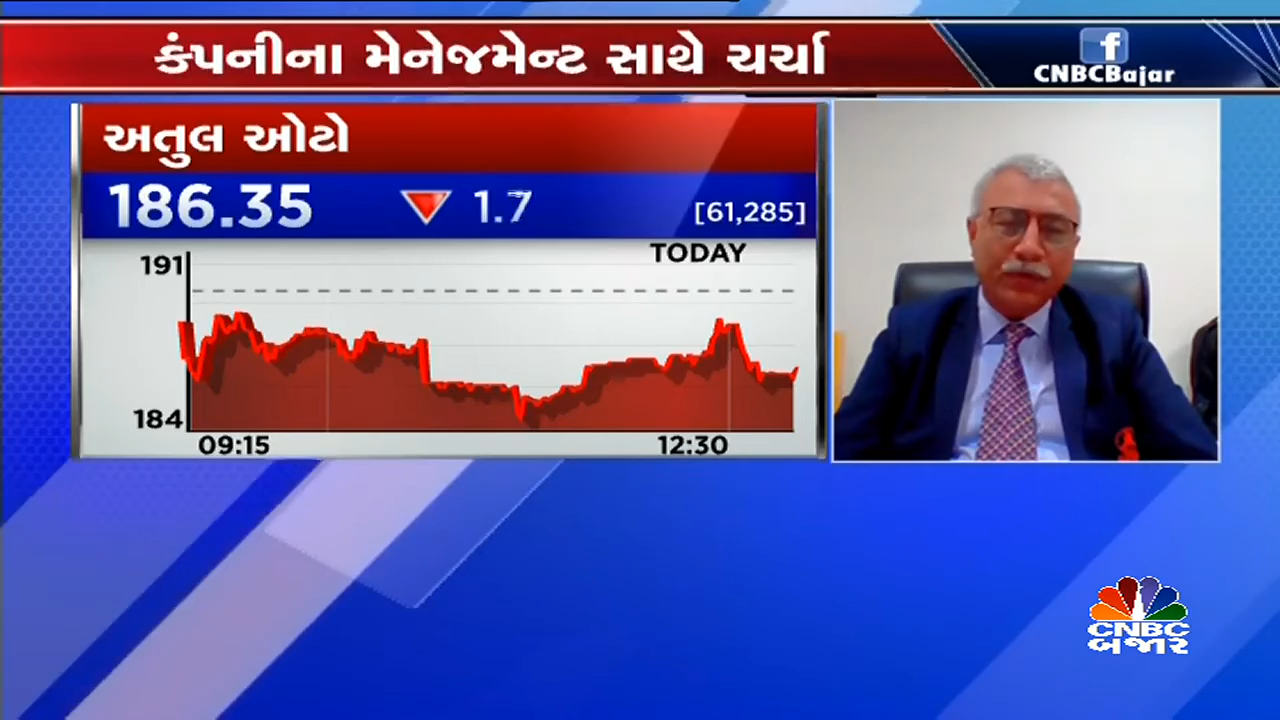 કંપનીના મેનેજમેન્ટ સાથે ચર્ચા
f
CNBCBajar
અતુલ ઓટો
186.35 1.7 [61,285]
TODAY
191
184
09:15 12:30
CNBC
બજાર